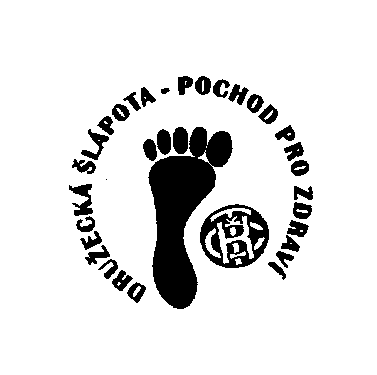 DRUŽECKÁ ŠLÁPOTA - POCHOD PRO ZDRAVÍ